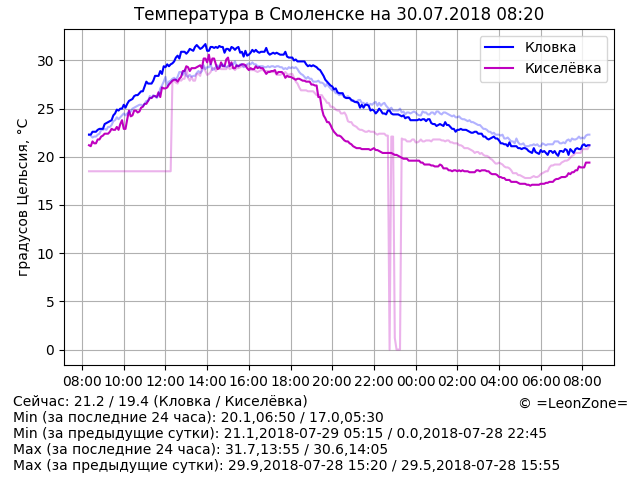 Температура в Смоленске на 30.07.2018 08:20
Кловка
Киселёвка
градусов Цельсия, °C
30
25
20
15
10
5
0
08:00 10:00 12:00 14:00 16:00 18:00 20:00 22:00 00:00 02:00 04:00 06:00 08:00
Сейчас: 21.2 / 19.4 (Кловка / Киселёвка)
© =LeonZone=
Min (за последние 24 часа): 20.1,06:50 / 17.0,05:30
Min (за предыдущие сутки): 21.1,2018-07-29 05:15 / 0.0,2018-07-28 22:45
Max (за последние 24 часа): 31.7,13:55 / 30.6,14:05
Max (за предыдущие сутки): 29.9,2018-07-28 15:20 / 29.5,2018-07-28 15:55